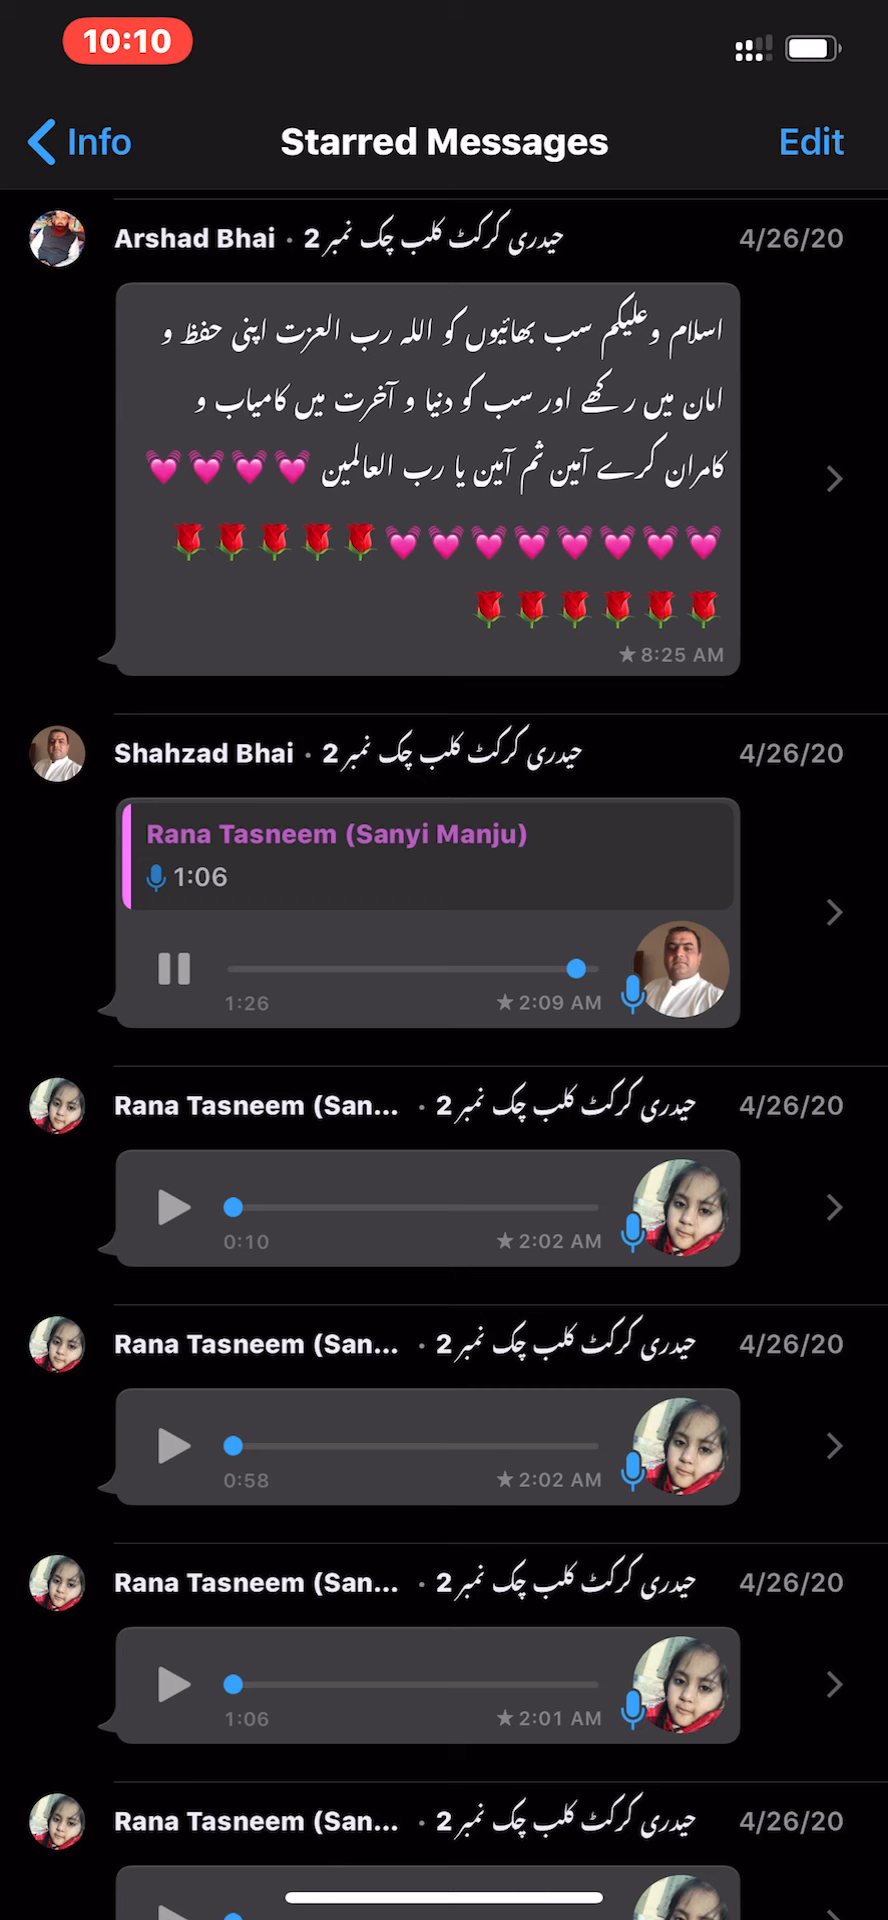 10:10
Info
Starred Messages
Edit
Arshad Bhai · حیدری کرکٹ کلب چک نمبر 2
4/26/20
اسلام وعلیکم سب بھائیوں کو اللہ رب العزت اپنی حفظ و
امان میں رکھے اور سب کو دنیا و آخرت میں کامیاب و
کامران کرے آمین ثم آمین یا رب العالمین 💓💓💓💓
💓💓💓💓💓💓💓💓🌹🌹🌹🌹🌹
🌹🌹🌹🌹🌹🌹
★ 8:25 AM
Shahzad Bhai · حیدری کرکٹ کلب چک نمبر 2
4/26/20
Rana Tasneem (Sanyi Manju)
1:06
1:26
★ 2:09 AM
Rana Tasneem (San... · حیدری کرکٹ کلب چک نمبر 2
4/26/20
0:10
★ 2:02 AM
Rana Tasneem (San... · حیدری کرکٹ کلب چک نمبر 2
4/26/20
0:58
★ 2:02 AM
Rana Tasneem (San... · حیدری کرکٹ کلب چک نمبر 2
4/26/20
1:06
★ 2:01 AM
Rana Tasneem (San... · حیدری کرکٹ کلب چک نمبر 2
4/26/20